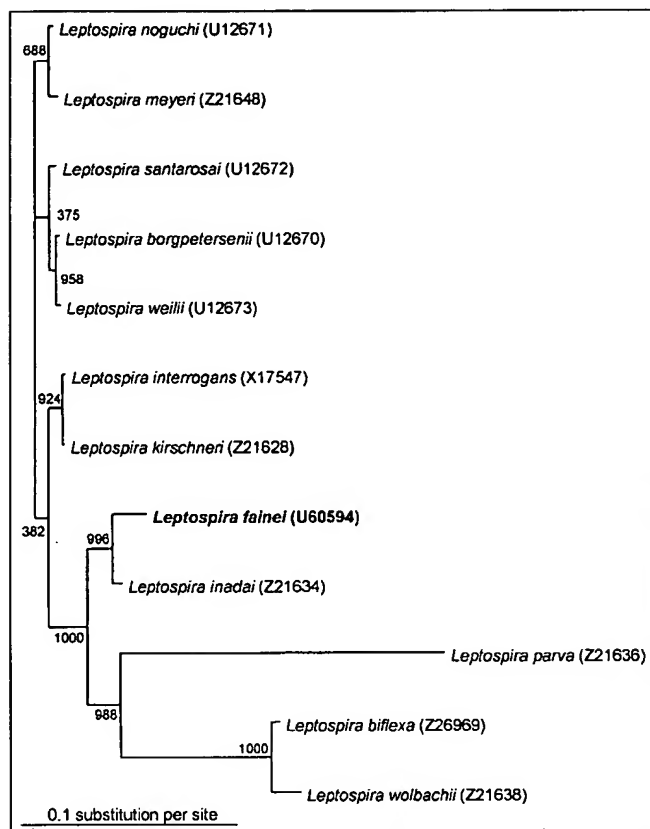 Leptospira noguchi (U12671)
688
Leptospira meyeri (Z21648)
Leptospira santarosai (U12672)
375
Leptospira borgpetersenii (U12670)
958
Leptospira weilii (U12673)
Leptospira interrogans (X17547)
924
Leptospira kirschneri (Z21628)
Leptospira fainei (U60594)
382
996
Leptospira inadai (Z21634)
1000
Leptospira parva (Z21636)
988
Leptospira biflexa (Z26969)
1000
Leptospira wolbachii (Z21638)
0.1 substitution per site